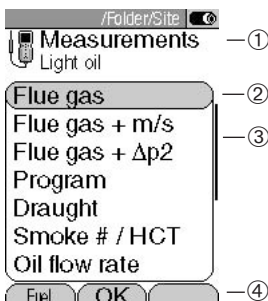 /Folder/Site
Measurements
①
Light oil
Flue gas
②
Flue gas + m/s
③
Flue gas + Δp2
Program
Draught
Smoke # / HCT
Oil flow rate
Fuel
OK
④